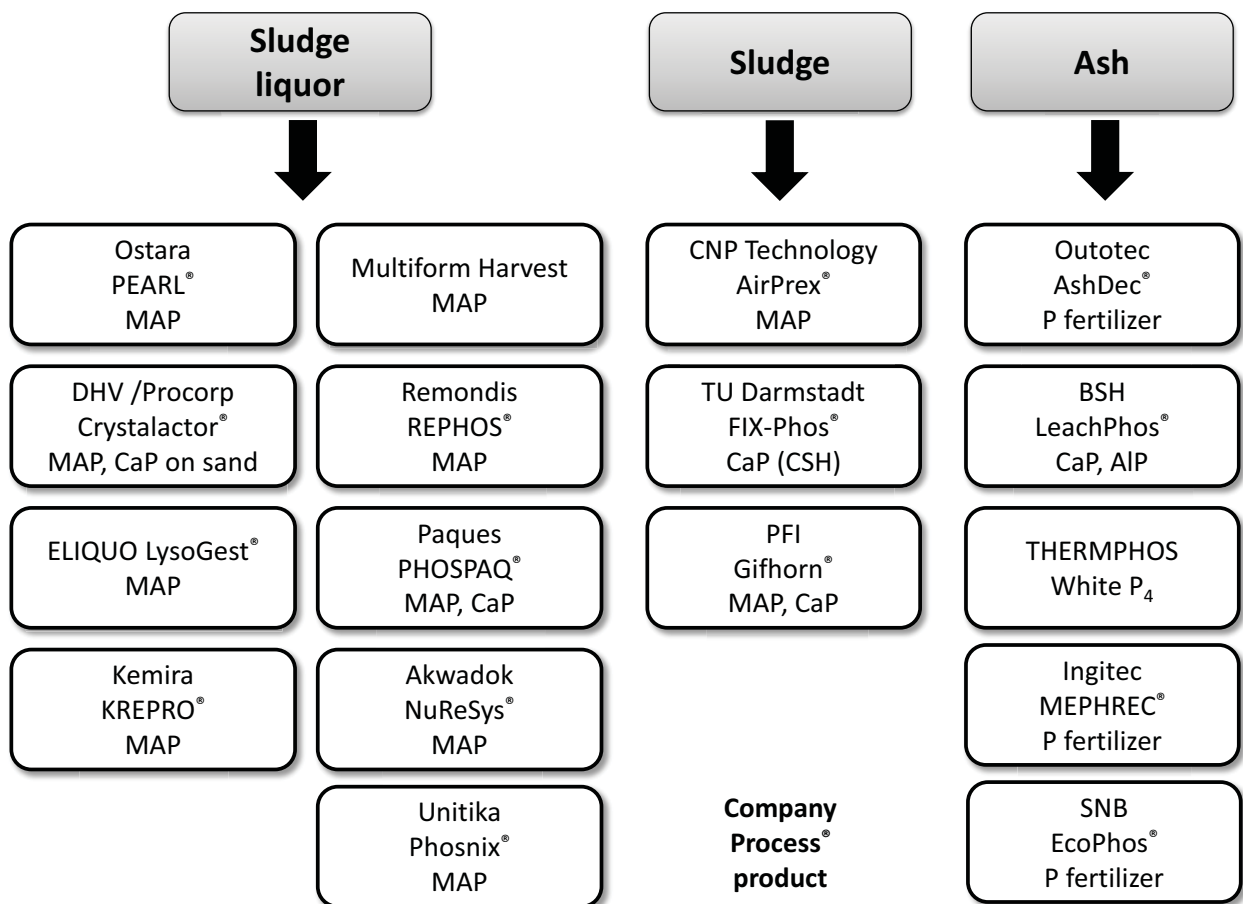 Sludge
liquor
Sludge
Ash
Ostara
PEARL®
MAP
Multiform Harvest
MAP
CNP Technology
AirPrex®
MAP
Outotec
AshDec®
P fertilizer
DHV /Procorp
Crystalactor®
MAP, CaP on sand
Remondis
REPHOS®
MAP
TU Darmstadt
FIX-Phos®
CaP (CSH)
BSH
LeachPhos®
CaP, AlP
ELIQUO LysoGest®
MAP
Paques
PHOSPAQ®
MAP, CaP
PFI
Gifhorn®
MAP, CaP
THERMPHOS
White P₄
Kemira
KREPRO®
MAP
Akwadok
NuReSys®
MAP
Ingitec
MEPHREC®
P fertilizer
Unitika
Phosnix®
MAP
Company
Process®
product
SNB
EcoPhos®
P fertilizer